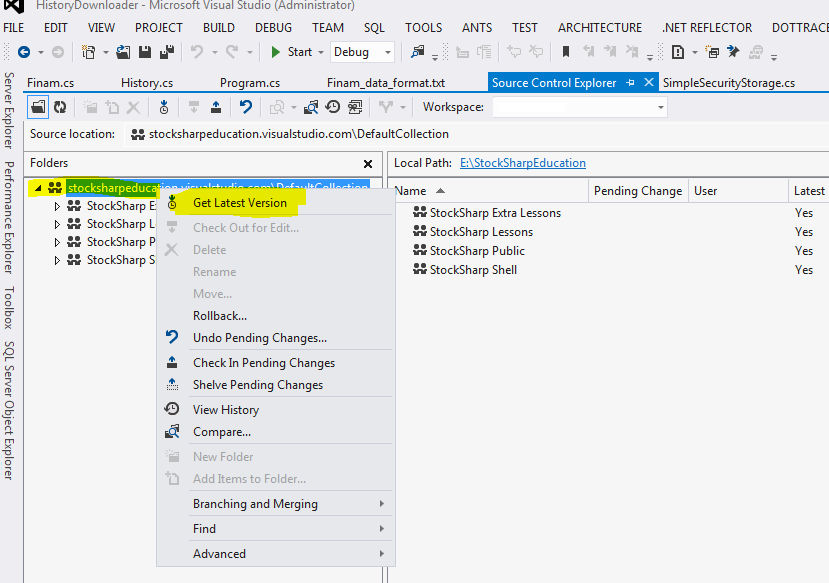 HistoryDownloader - Microsoft Visual Studio (Administrator)
FILE EDIT VIEW PROJECT BUILD DEBUG TEAM SQL TOOLS ANTS TEST ARCHITECTURE .NET REFLECTOR DOTTRACE
Start Debug
Finam.cs History.cs Program.cs Finam_data_format.txt Source Control Explorer SimpleSecurityStorage.cs
Workspace:
Source location: stocksharpeducation.visualstudio.com\DefaultCollection
Folders
Local Path: E:\StockSharpEducation
stocksharpeducation.visualstudio.com\DefaultCollection
StockSharp E
StockSharp L
StockSharp P
StockSharp S
Get Latest Version
Check Out for Edit...
Delete
Rename
Move...
Rollback...
Undo Pending Changes...
Check In Pending Changes
Shelve Pending Changes
View History
Compare...
New Folder
Add Items to Folder...
Branching and Merging
Find
Advanced
Name Pending Change User Latest
StockSharp Extra Lessons Yes
StockSharp Lessons Yes
StockSharp Public Yes
StockSharp Shell Yes
Server Explorer
Performance Explorer
Toolbox
SQL Server Object Explorer